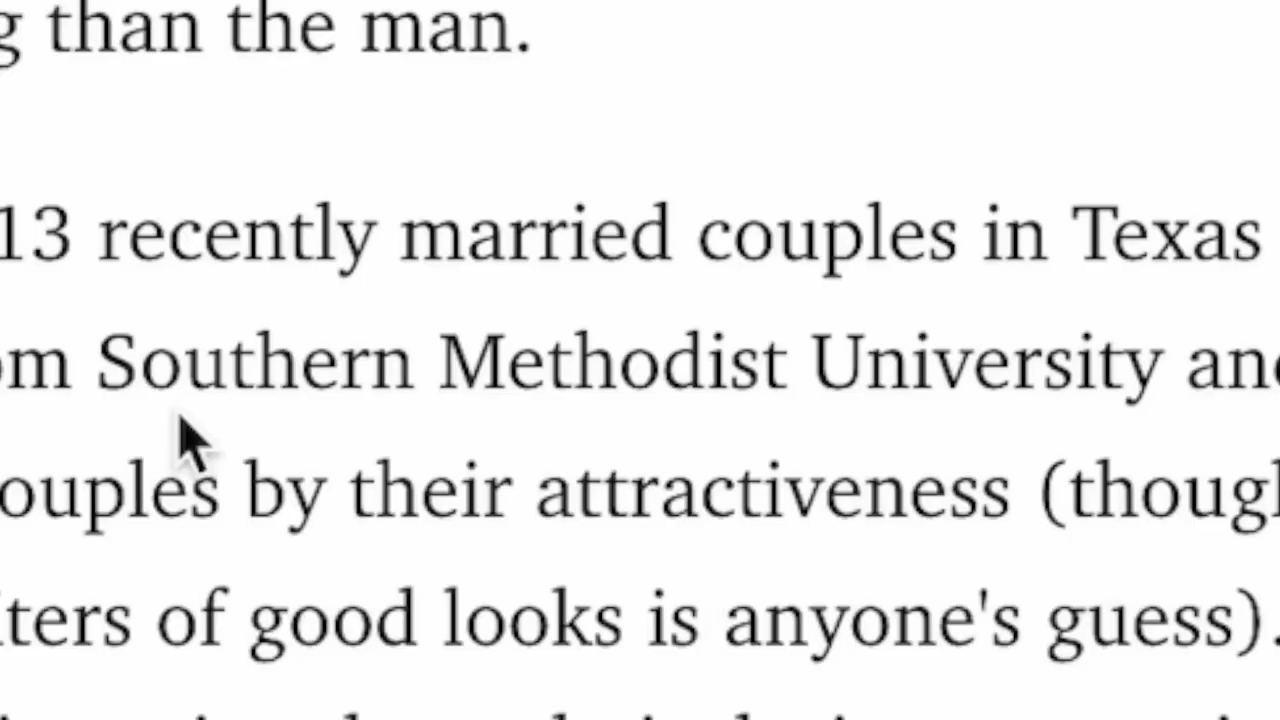 g than the man.
13 recently married couples in Texas
om Southern Methodist University and
ouples by their attractiveness (though
iters of good looks is anyone's guess).